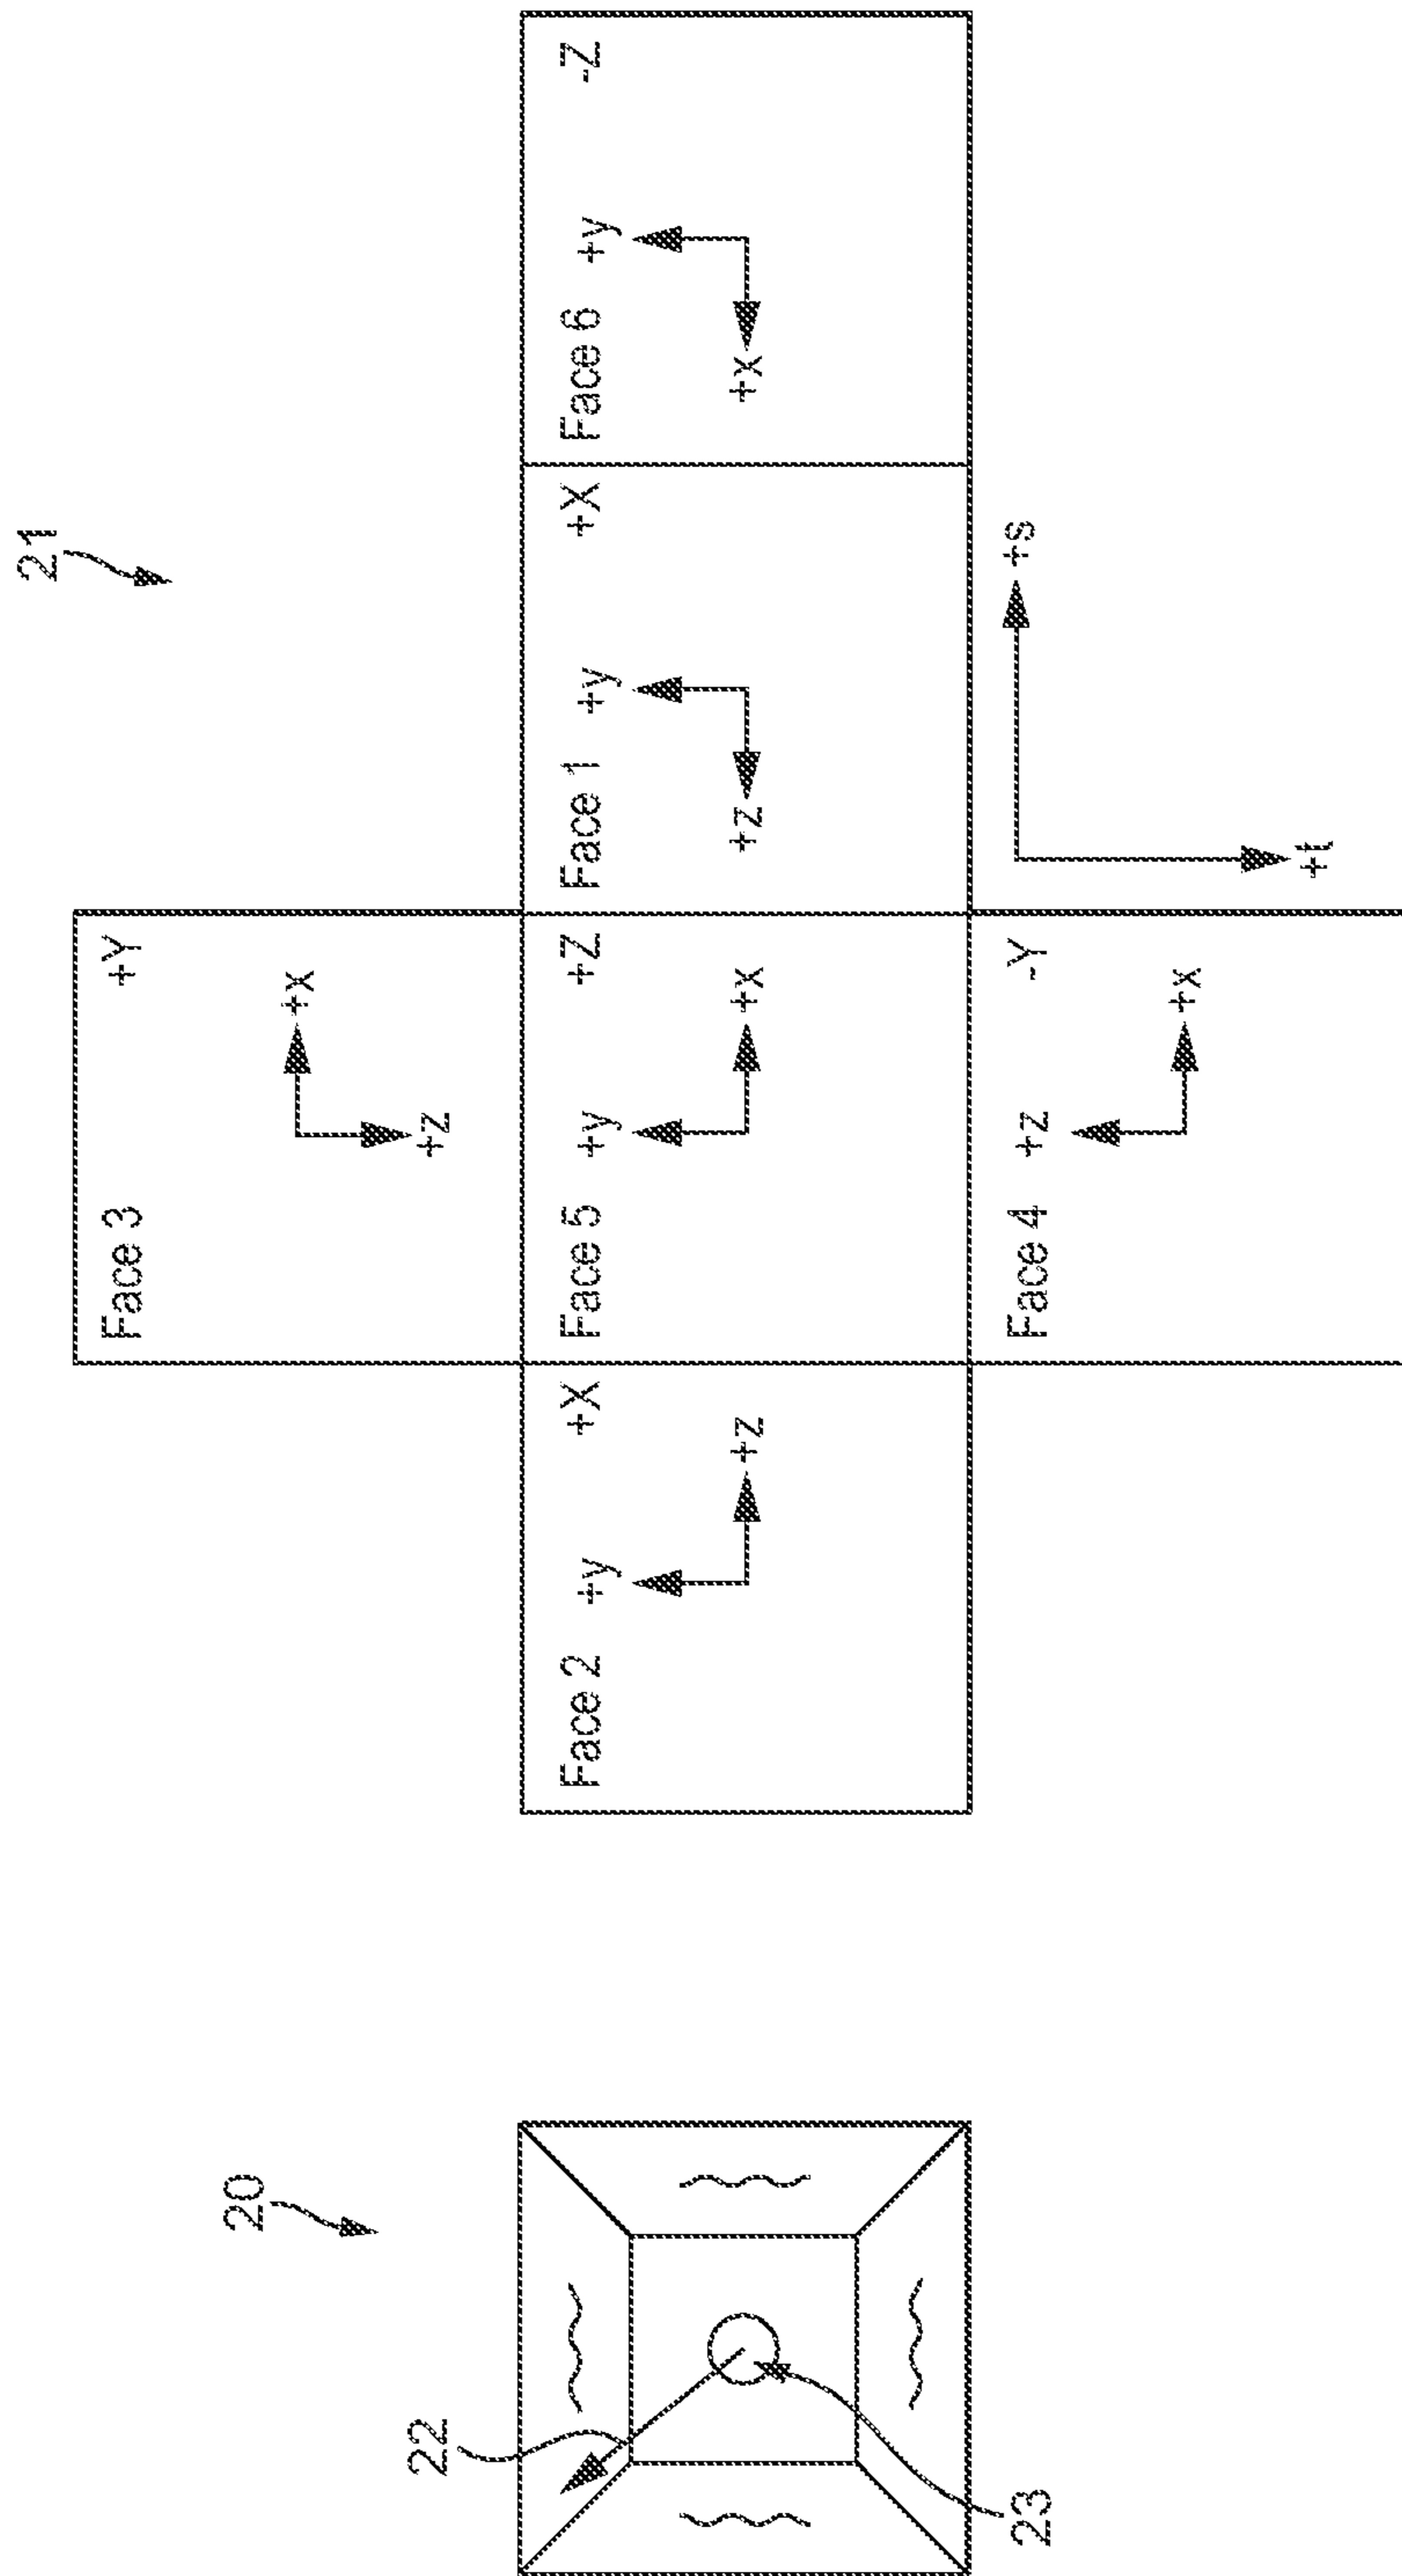 21
Face 3 +Y
+x
+z
Face 2 +X
+y
+z
Face 5 +Z
+y
+x
Face 1 +X
+y
+z
Face 6 -Z
+y
+x
Face 4 -Y
+z
+x
+s
+t
20
22
23